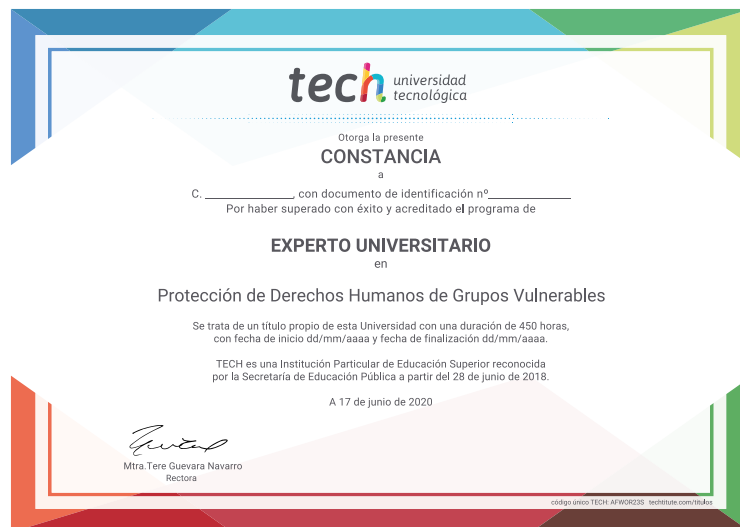 tech universidad
tecnológica
Otorga la presente
CONSTANCIA
a
C. ______________, con documento de identificación nº______________
Por haber superado con éxito y acreditado el programa de
EXPERTO UNIVERSITARIO
en
Protección de Derechos Humanos de Grupos Vulnerables
Se trata de un título propio de esta Universidad con una duración de 450 horas,
con fecha de inicio dd/mm/aaaa y fecha de finalización dd/mm/aaaa.
TECH es una Institución Particular de Educación Superior reconocida
por la Secretaría de Educación Pública a partir del 28 de junio de 2018.
A 17 de junio de 2020
Mtra.Tere Guevara Navarro
Rectora
código único TECH: AFWOR23S techtitute.com/titulos